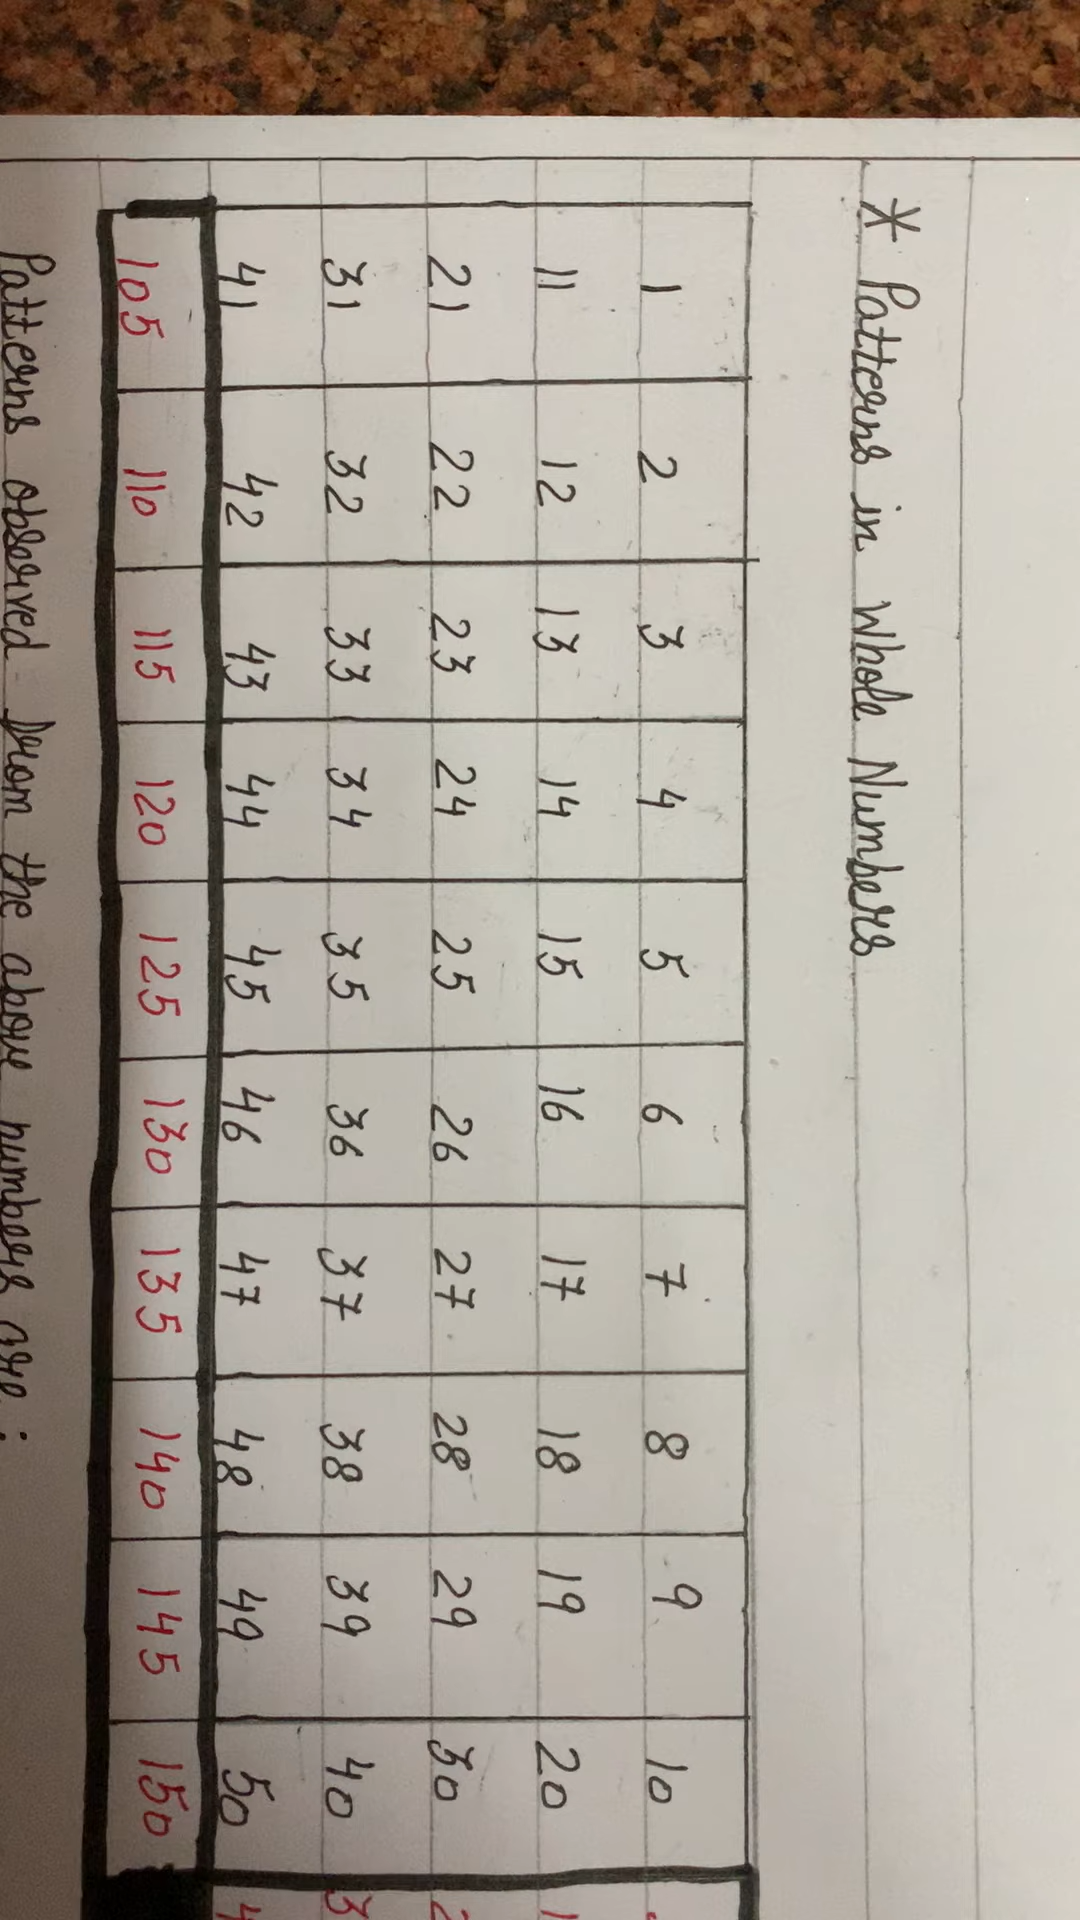 * Patterns in Whole Numbers
1 2 3 4 5 6 7 8 9 10
11 12 13 14 15 16 17 18 19 20
21 22 23 24 25 26 27 28 29 30
31 32 33 34 35 36 37 38 39 40
41 42 43 44 45 46 47 48 49 50
105 110 115 120 125 130 135 140 145 150
Patterns observed from the above numbers are :